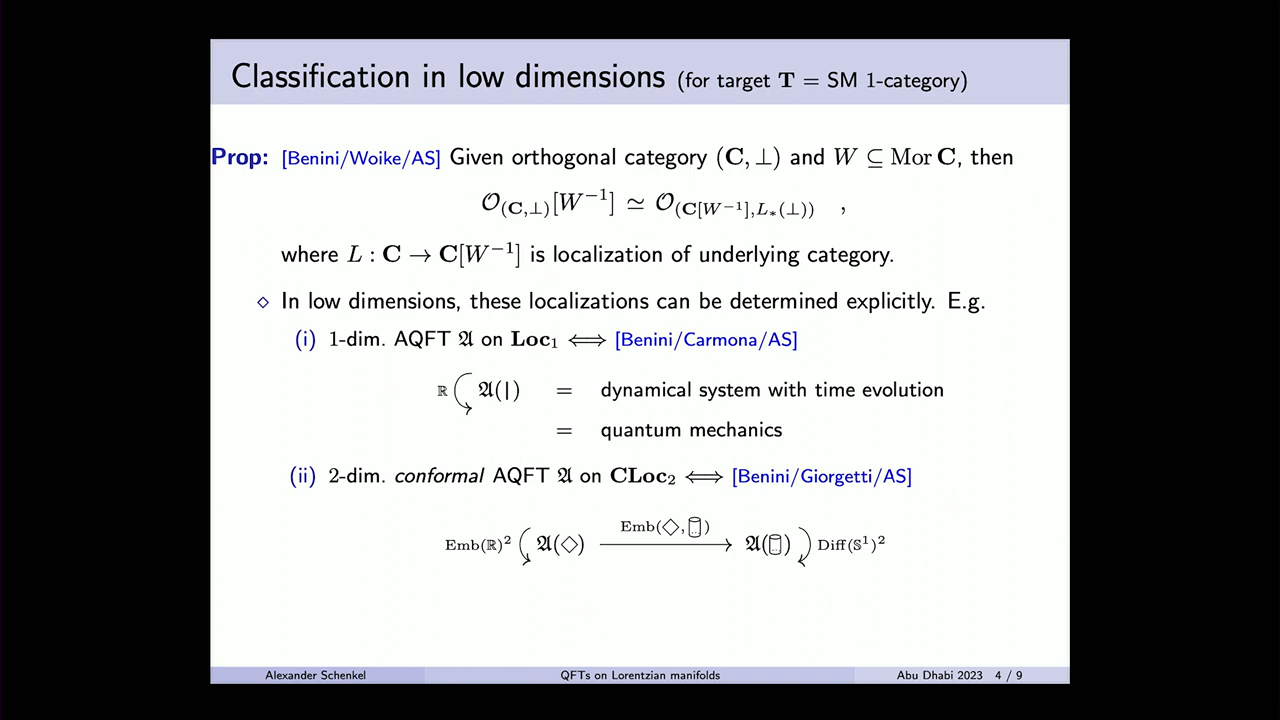 Classification in low dimensions (for target 𝐓 = SM 1-category)
Prop: [Benini/Woike/AS] Given orthogonal category (𝐂, ⊥) and W ⊆ Mor 𝐂, then
𝒪_{(𝐂,⊥)}[W^{-1}] ≃ 𝒪_{(𝐂[W^{-1}],L_*(⊥))} ,
where L : 𝐂 → 𝐂[W^{-1}] is localization of underlying category.
⋄ In low dimensions, these localizations can be determined explicitly. E.g.
(i) 1-dim. AQFT 𝔄 on 𝐋𝐨𝐜₁ ⟺ [Benini/Carmona/AS]
ℝ 𝔄(|) = dynamical system with time evolution
= quantum mechanics
(ii) 2-dim. conformal AQFT 𝔄 on 𝐂𝐋𝐨𝐜₂ ⟺ [Benini/Giorgetti/AS]
Emb(◇,⌭)
Emb(ℝ)² 𝔄(◇) ⟶ 𝔄(⌭) Diff(𝕊¹)²
Alexander Schenkel QFTs on Lorentzian manifolds Abu Dhabi 2023 4 / 9